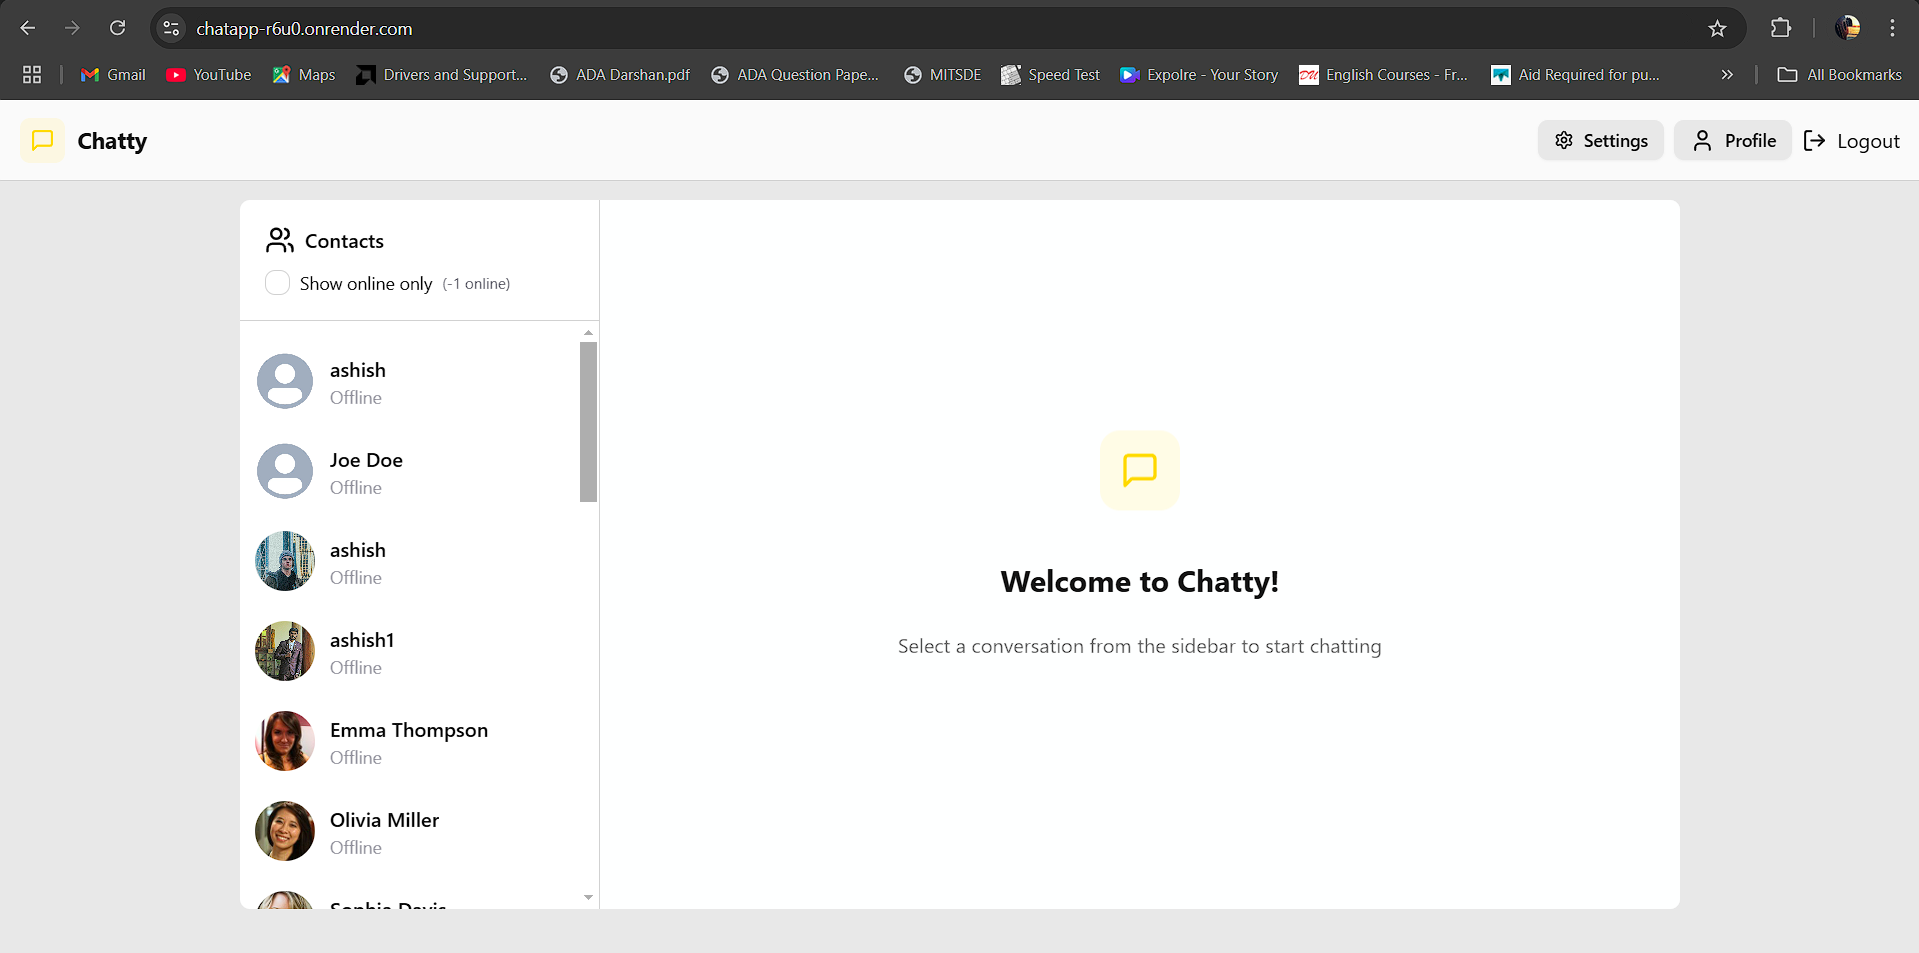 chatapp-r6u0.onrender.com
Gmail YouTube Maps Drivers and Support... ADA Darshan.pdf ADA Question Pape... MITSDE Speed Test Expolre - Your Story DU English Courses - Fr... Aid Required for pu... All Bookmarks
Chatty Settings Profile Logout
Contacts
Show online only (-1 online)
ashish
Offline
Joe Doe
Offline
ashish
Offline
ashish1
Offline
Emma Thompson
Offline
Olivia Miller
Offline
Sophia Davis
Welcome to Chatty!
Select a conversation from the sidebar to start chatting